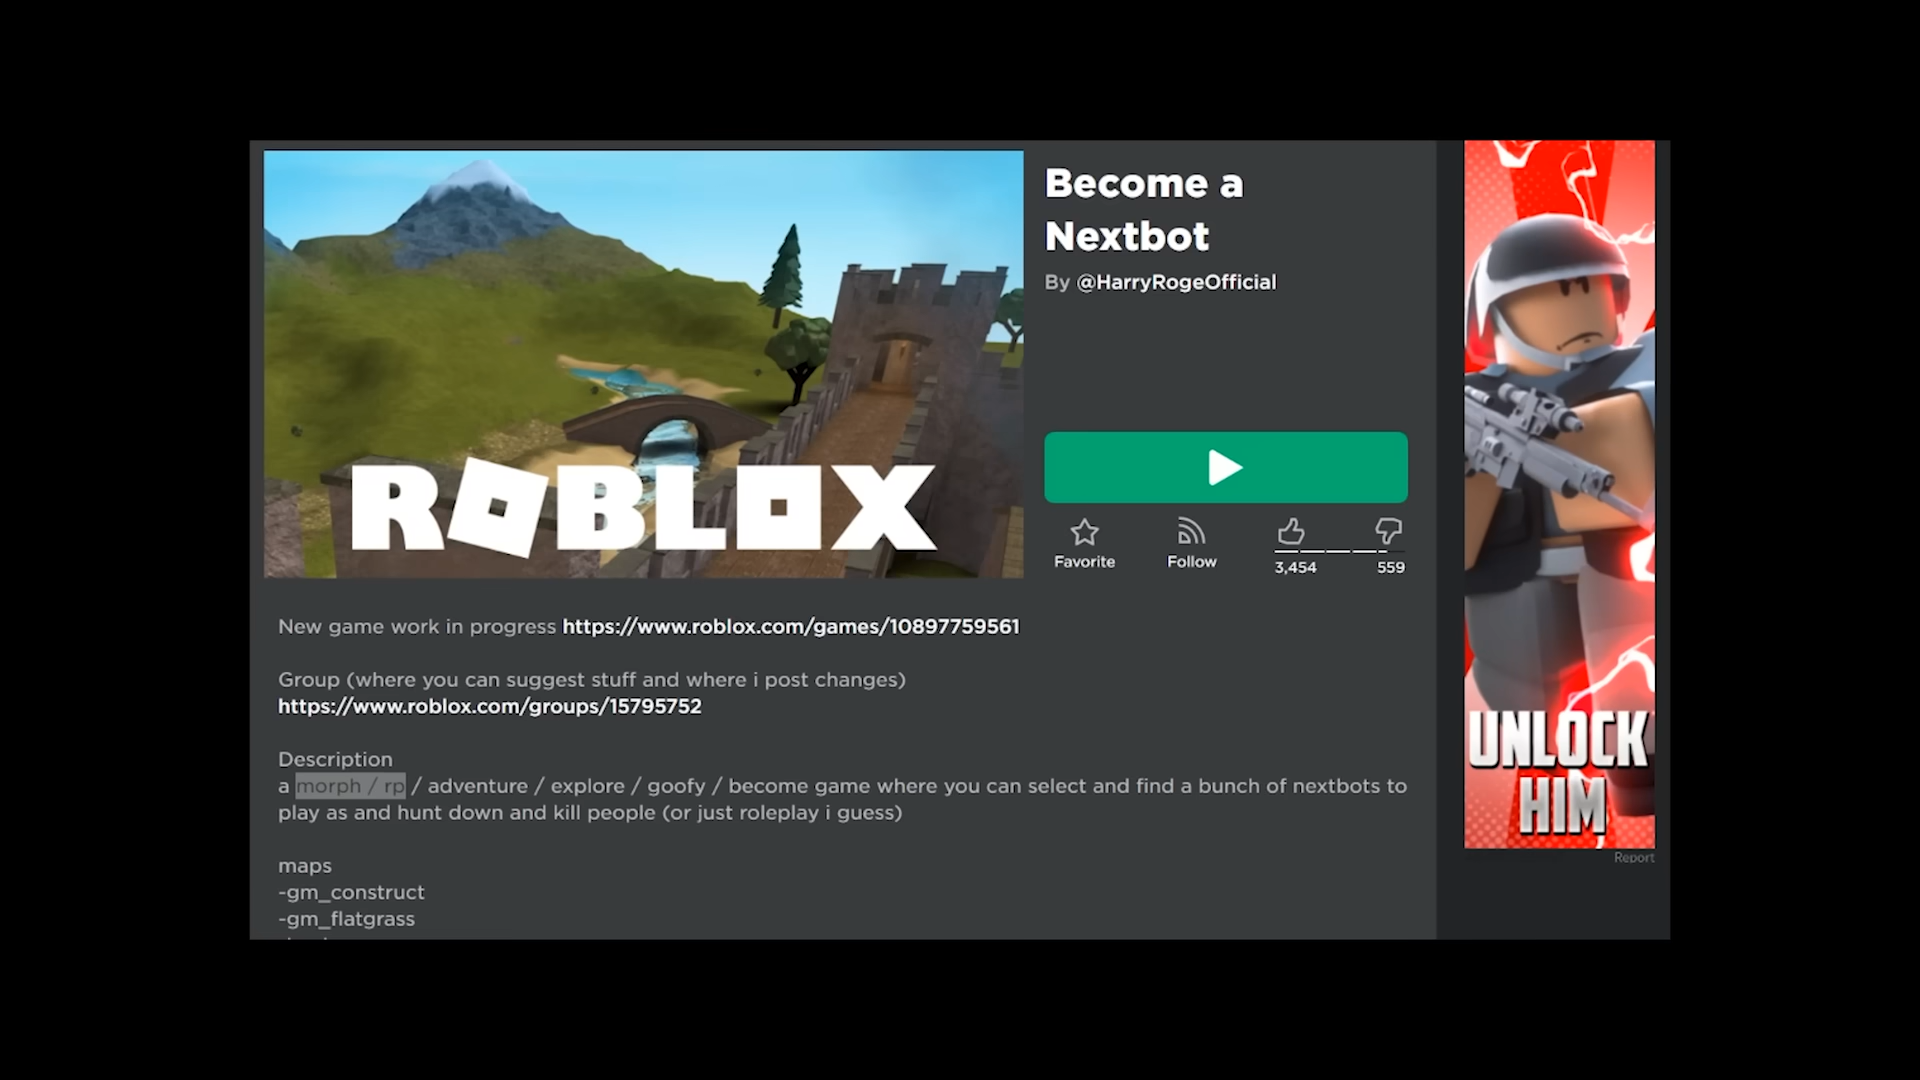 ROBLOX
Become a
Nextbot
By @HarryRogeOfficial
Favorite
Follow
3,454
559
New game work in progress https://www.roblox.com/games/10897759561
Group (where you can suggest stuff and where i post changes)
https://www.roblox.com/groups/15795752
Description
a morph / rp / adventure / explore / goofy / become game where you can select and find a bunch of nextbots to
play as and hunt down and kill people (or just roleplay i guess)
maps
-gm_construct
-gm_flatgrass
UNLOCK
HIM
Report